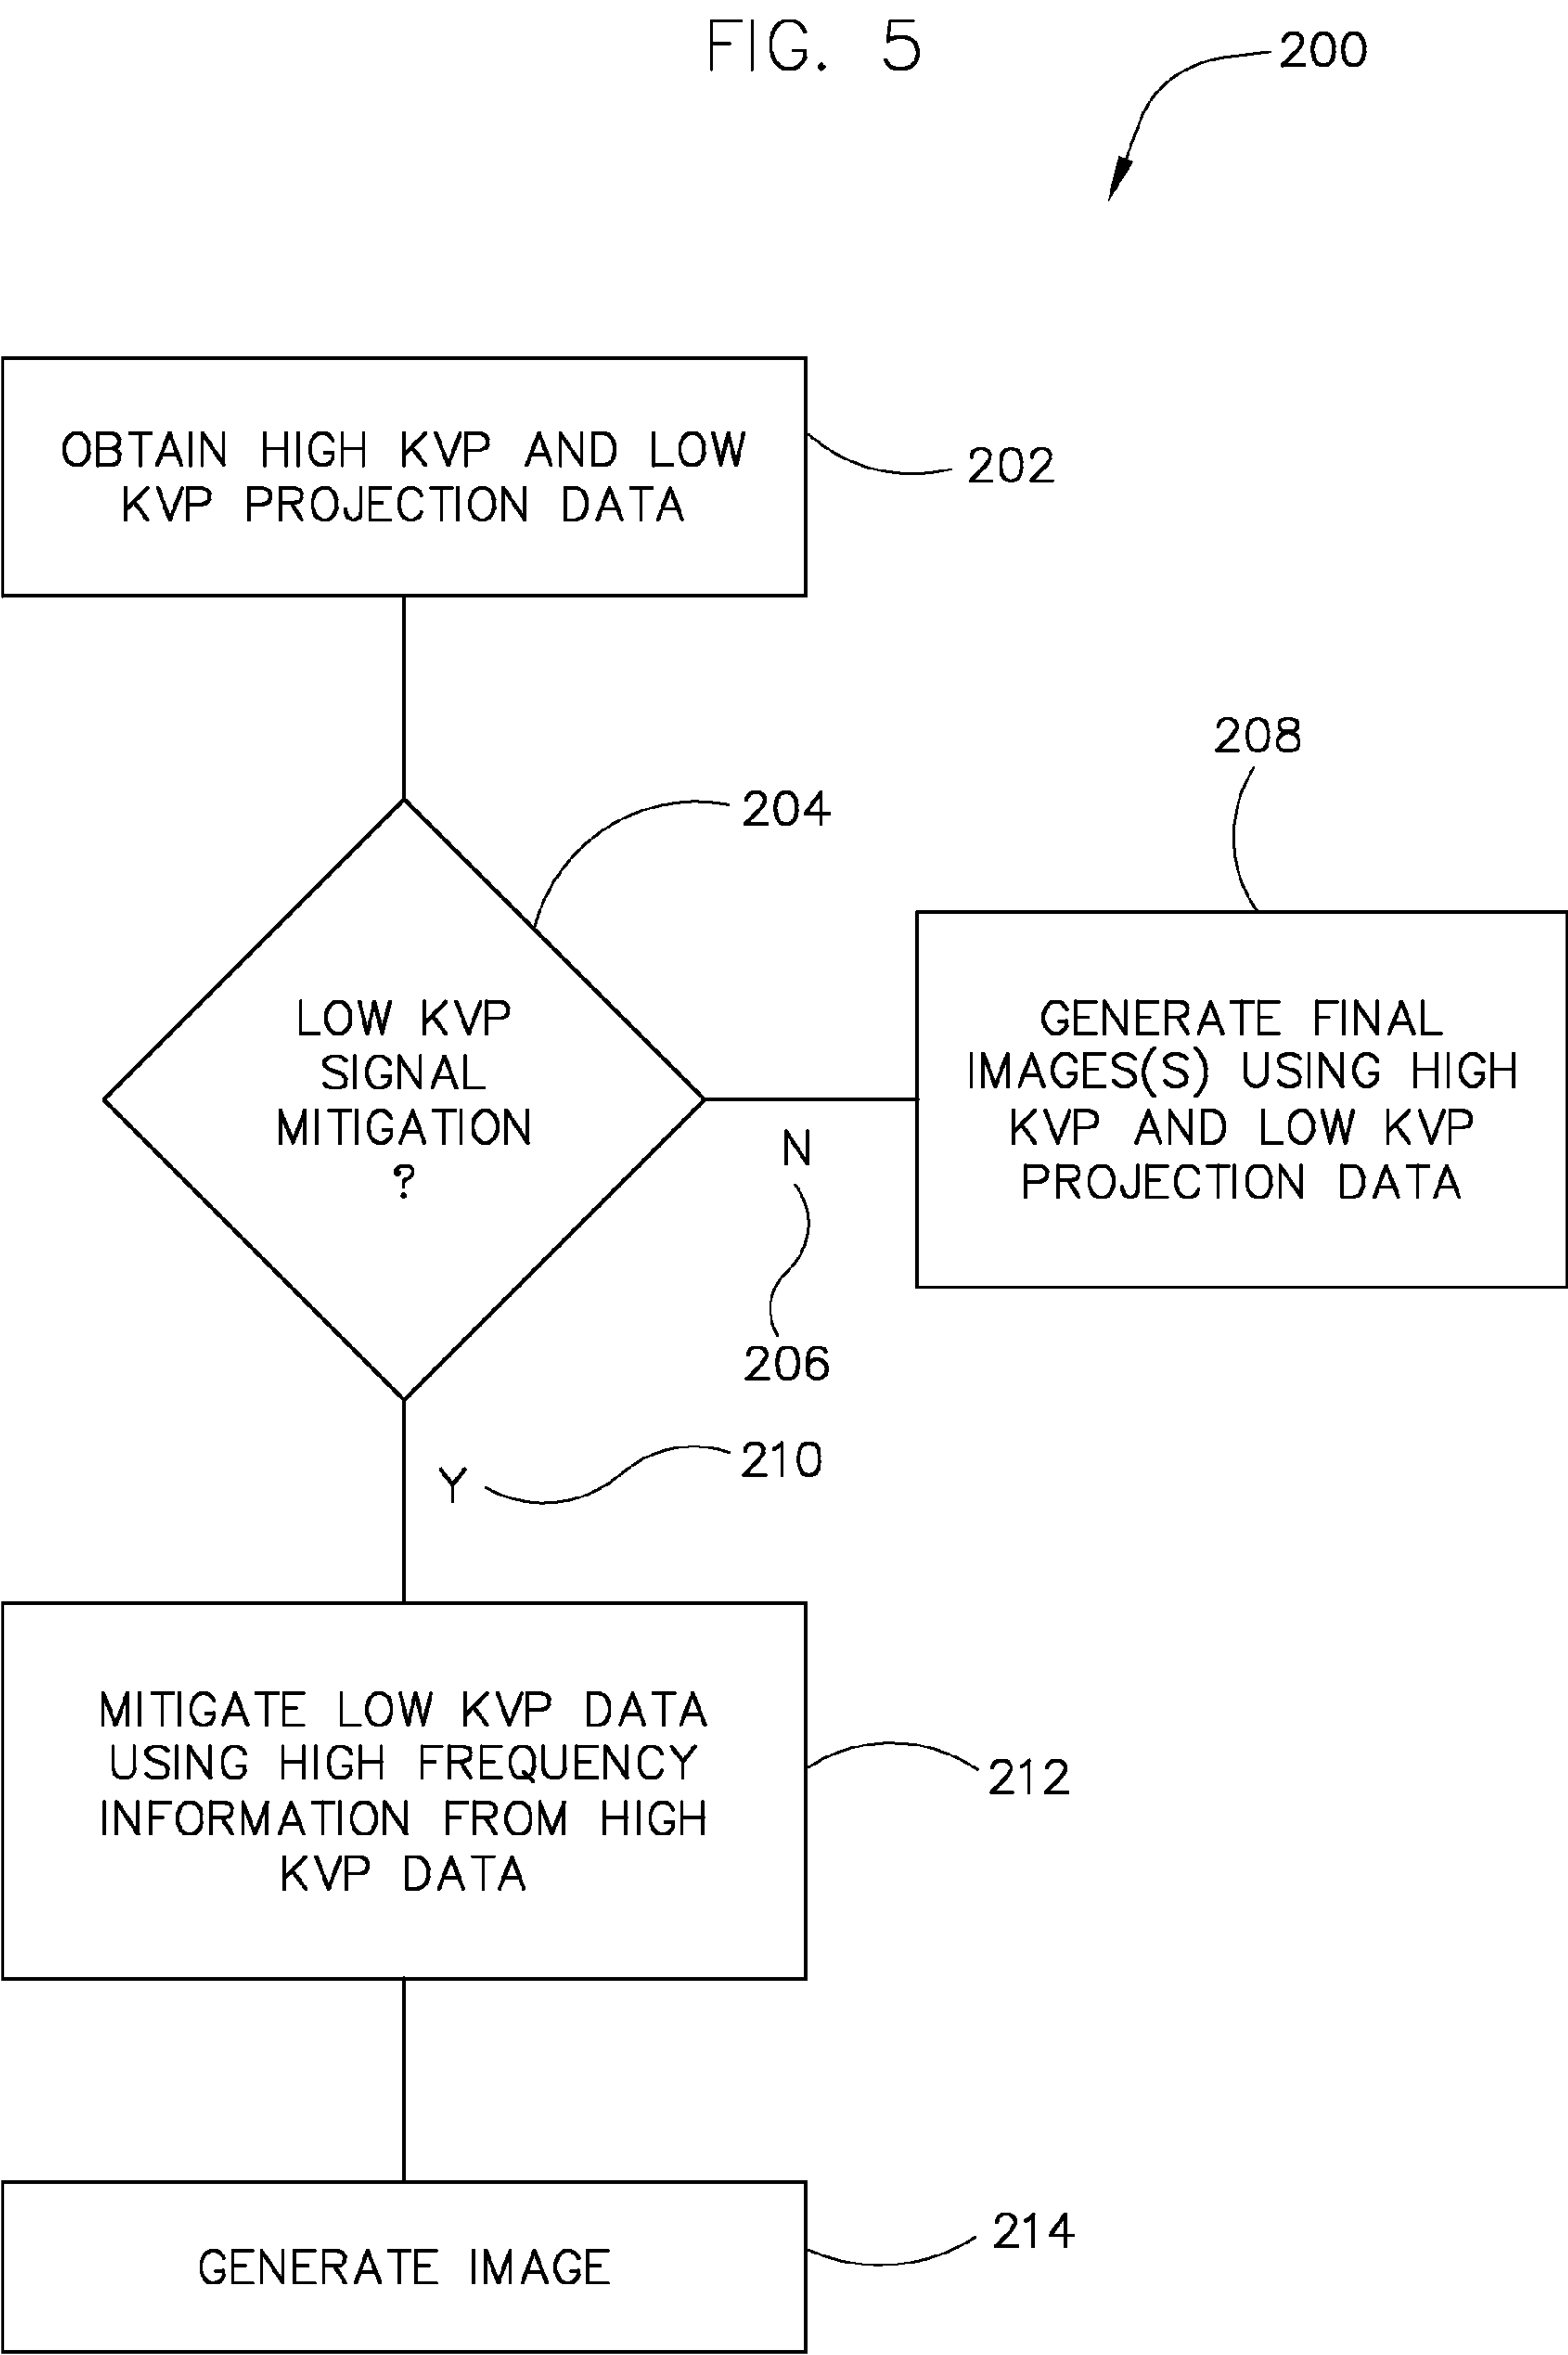 FIG. 5
200
OBTAIN HIGH KVP AND LOW
KVP PROJECTION DATA
202
204
LOW KVP
SIGNAL
MITIGATION
?
N
206
208
GENERATE FINAL
IMAGES(S) USING HIGH
KVP AND LOW KVP
PROJECTION DATA
Y
210
MITIGATE LOW KVP DATA
USING HIGH FREQUENCY
INFORMATION FROM HIGH
KVP DATA
212
GENERATE IMAGE
214